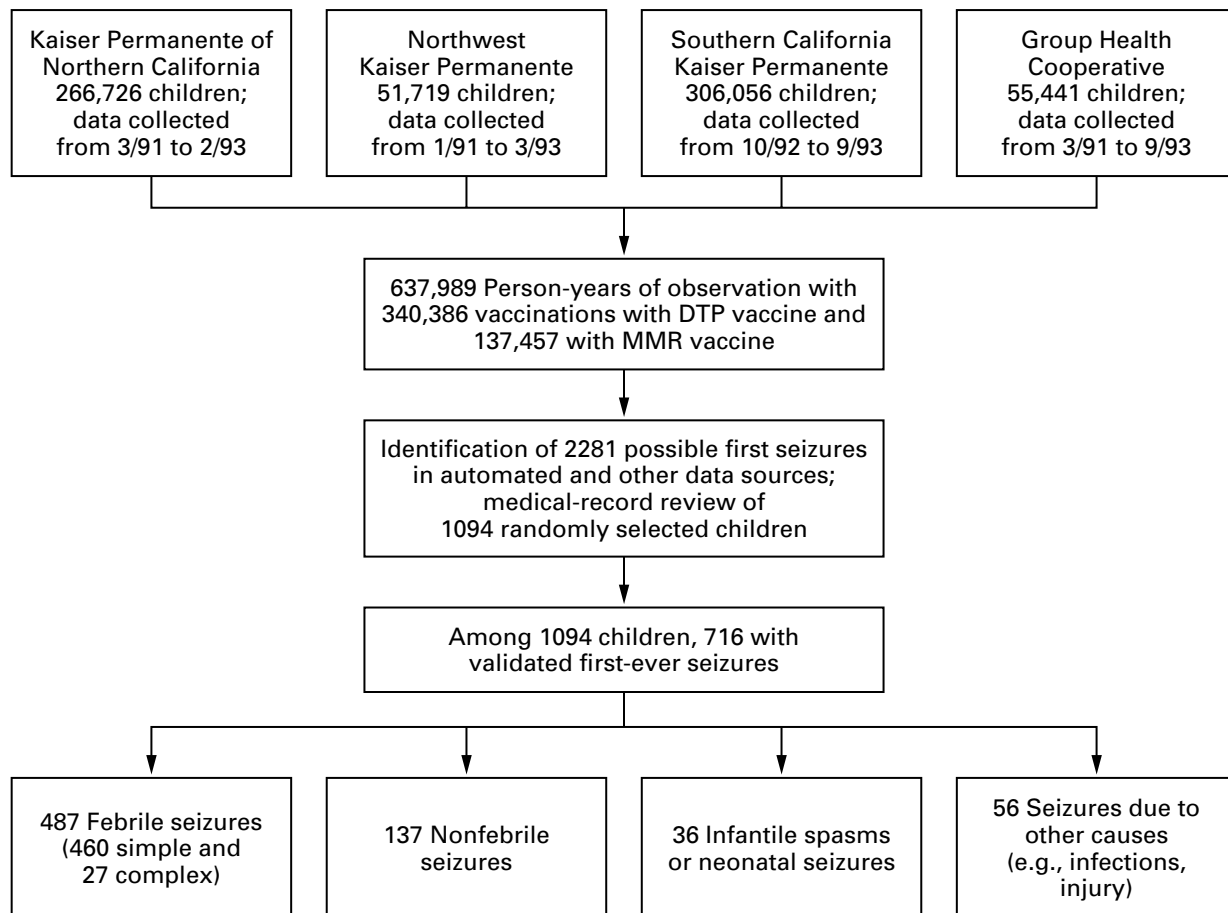 Kaiser Permanente of
Northern California
266,726 children;
data collected
from 3/91 to 2/93
Northwest
Kaiser Permanente
51,719 children;
data collected
from 1/91 to 3/93
Southern California
Kaiser Permanente
306,056 children;
data collected
from 10/92 to 9/93
Group Health
Cooperative
55,441 children;
data collected
from 3/91 to 9/93
637,989 Person-years of observation with
340,386 vaccinations with DTP vaccine and
137,457 with MMR vaccine
Identification of 2281 possible first seizures
in automated and other data sources;
medical-record review of
1094 randomly selected children
Among 1094 children, 716 with
validated first-ever seizures
487 Febrile seizures
(460 simple and
27 complex)
137 Nonfebrile
seizures
36 Infantile spasms
or neonatal seizures
56 Seizures due to
other causes
(e.g., infections,
injury)